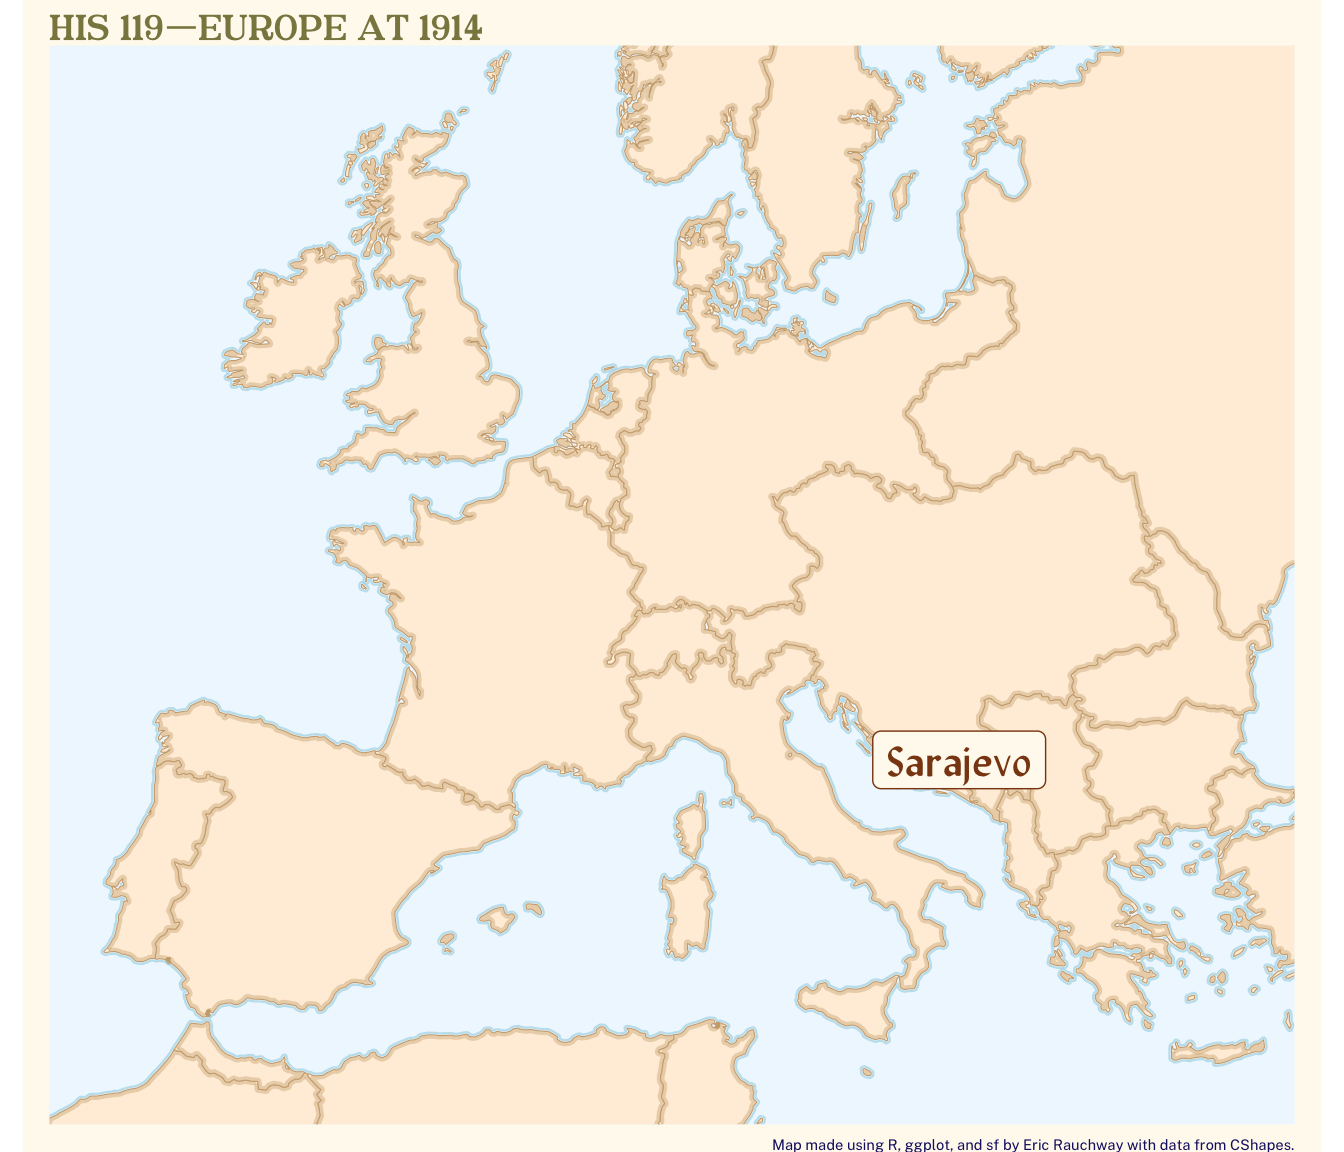 HIS 119—EUROPE AT 1914
Sarajevo
Map made using R, ggplot, and sf by Eric Rauchway with data from CShapes.